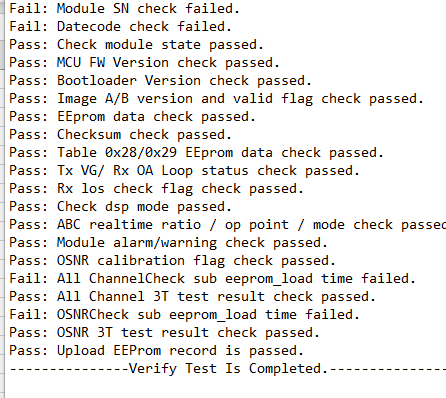 Fail: Module SN check failed.
Fail: Datecode check failed.
Pass: Check module state passed.
Pass: MCU FW Version check passed.
Pass: Bootloader Version check passed.
Pass: Image A/B version and valid flag check passed.
Pass: EEprom data check passed.
Pass: Checksum check passed.
Pass: Table 0x28/0x29 EEprom data check passed.
Pass: Tx VG/ Rx OA Loop status check passed.
Pass: Rx los check flag check passed.
Pass: Check dsp mode passed.
Pass: ABC realtime ratio / op point / mode check passed
Pass: Module alarm/warning check passed.
Pass: OSNR calibration flag check passed.
Fail: All ChannelCheck sub eeprom_load time failed.
Pass: All Channel 3T test result check passed.
Fail: OSNRCheck sub eeprom_load time failed.
Pass: OSNR 3T test result check passed.
Pass: Upload EEProm record is passed.
---------------Verify Test Is Completed.---------------